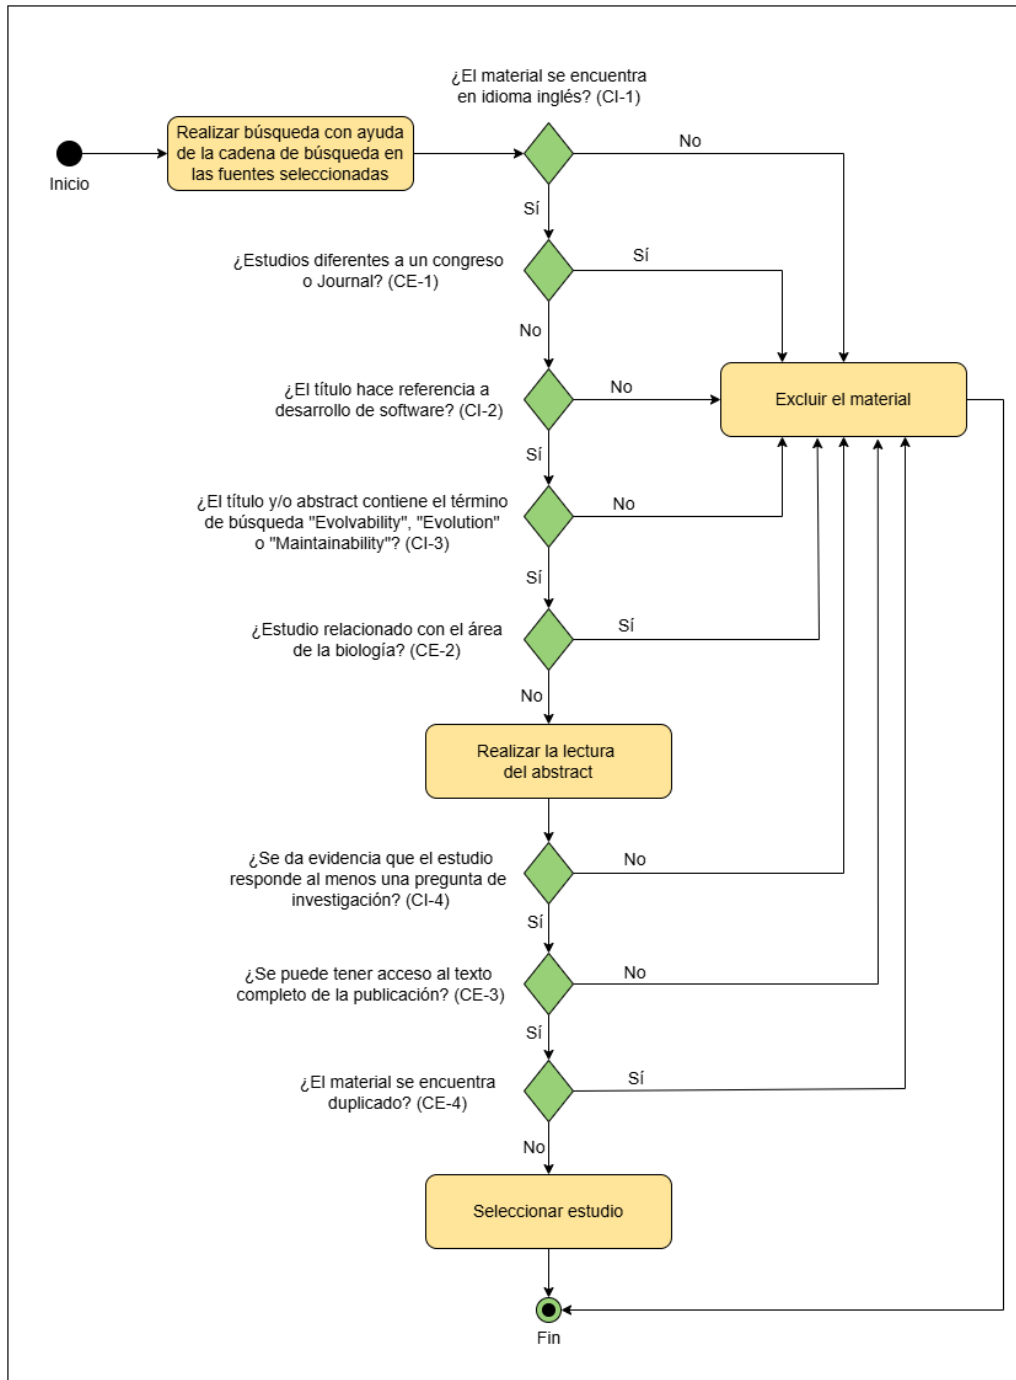 ¿El material se encuentra
en idioma inglés? (CI-1)
Realizar búsqueda con ayuda
de la cadena de búsqueda en
las fuentes seleccionadas
No
Inicio
Sí
¿Estudios diferentes a un congreso
o Journal? (CE-1)
Sí
No
¿El título hace referencia a
desarrollo de software? (CI-2)
No
Excluir el material
Sí
¿El título y/o abstract contiene el término
de búsqueda "Evolvability", "Evolution"
o "Maintainability"? (CI-3)
No
Sí
¿Estudio relacionado con el área
de la biología? (CE-2)
Sí
No
Realizar la lectura
del abstract
¿Se da evidencia que el estudio
responde al menos una pregunta de
investigación? (CI-4)
No
Sí
¿Se puede tener acceso al texto
completo de la publicación? (CE-3)
No
Sí
¿El material se encuentra
duplicado? (CE-4)
Sí
No
Seleccionar estudio
Fin